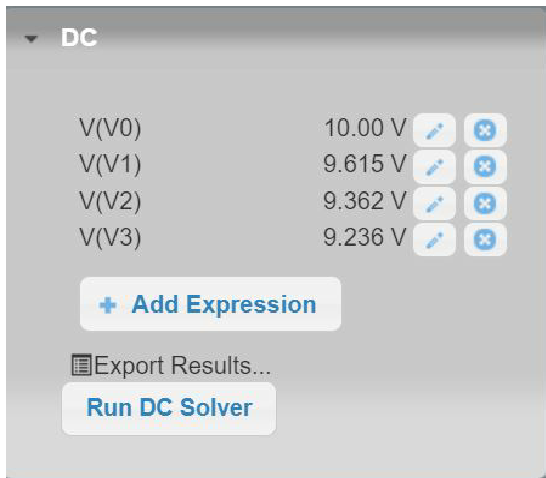 DC
V(V0) 10.00 V
V(V1) 9.615 V
V(V2) 9.362 V
V(V3) 9.236 V
Add Expression
Export Results...
Run DC Solver